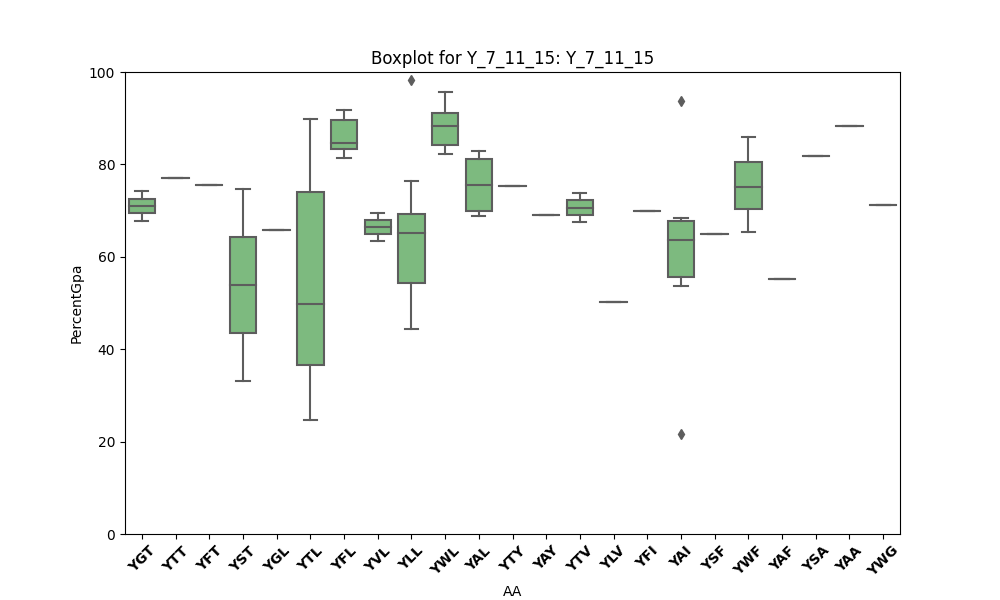 Boxplot for Y_7_11_15: Y_7_11_15
100
80
60
40
20
0
PercentGpa
YGT YTT YFT YST YGL YTL YFL YVL YLL YWL YAL YTY YAY YTV YLV YFI YAI YSF YWF YAF YSA YAA YWG
AA